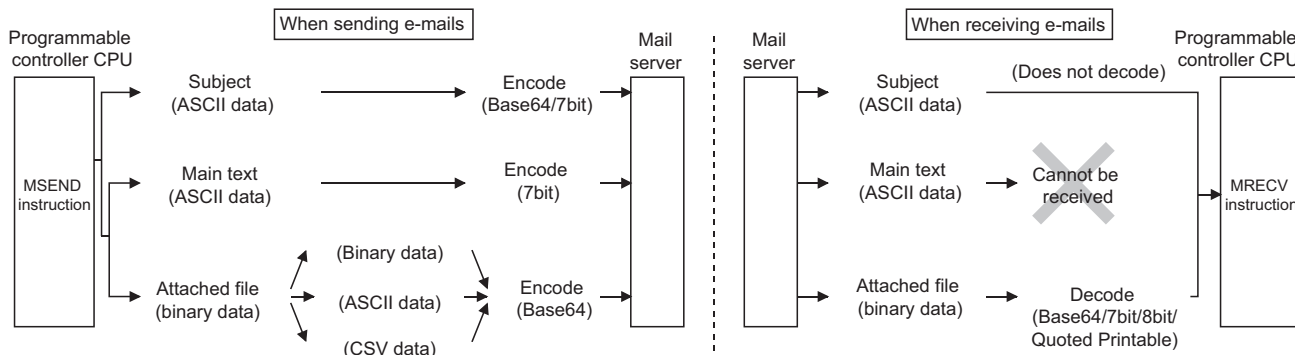 When sending e-mails
Programmable
controller CPU
MSEND
instruction
Subject
(ASCII data)
Encode
(Base64/7bit)
Main text
(ASCII data)
Encode
(7bit)
Attached file
(binary data)
(Binary data)
(ASCII data)
(CSV data)
Encode
(Base64)
Mail
server
When receiving e-mails
Mail
server
Subject
(ASCII data)
(Does not decode)
Main text
(ASCII data)
Cannot be
received
Attached file
(binary data)
Decode
(Base64/7bit/8bit/
Quoted Printable)
Programmable
controller CPU
MRECV
instruction